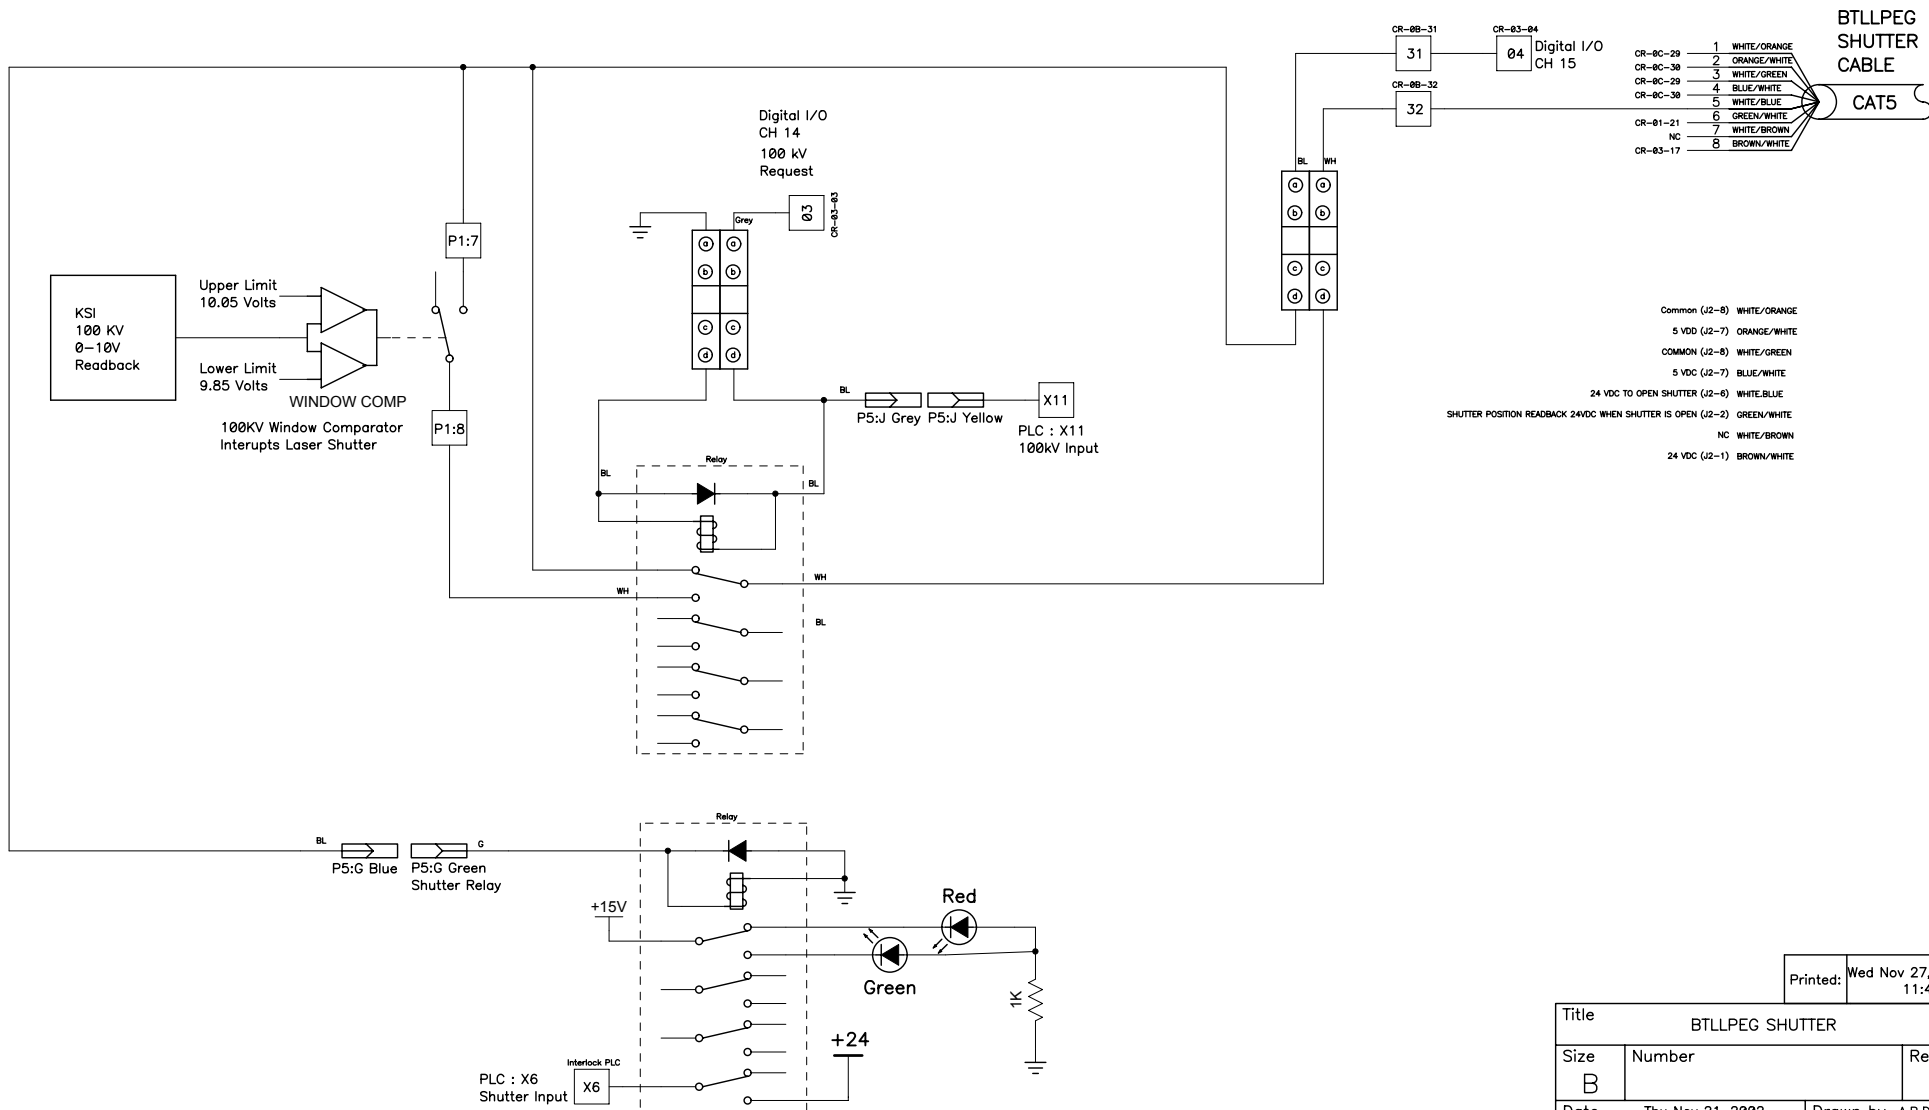 BTLLPEG
SHUTTER
CABLE
CAT5
CR-0B-31
31
CR-03-04
04
Digital I/O
CH 15
CR-0B-32
32
CR-0C-29 1 WHITE/ORANGE
CR-0C-30 2 ORANGE/WHITE
CR-0C-29 3 WHITE/GREEN
CR-0C-30 4 BLUE/WHITE
5 WHITE/BLUE
CR-01-21 6 GREEN/WHITE
NC 7 WHITE/BROWN
CR-03-17 8 BROWN/WHITE
Digital I/O
CH 14
100 kV
Request
03
CR-03-03
Grey
a a
b b
c c
d d
BL WH
a a
b b
c c
d d
P1:7
KSI
100 KV
0-10V
Readback
Upper Limit
10.05 Volts
Lower Limit
9.85 Volts
WINDOW COMP
100KV Window Comparator
Interupts Laser Shutter
P1:8
BL
P5:J Grey
P5:J Yellow
X11
PLC : X11
100kV Input
Common (J2-8) WHITE/ORANGE
5 VDD (J2-7) ORANGE/WHITE
COMMON (J2-8) WHITE/GREEN
5 VDC (J2-7) BLUE/WHITE
24 VDC TO OPEN SHUTTER (J2-6) WHITE.BLUE
SHUTTER POSITION READBACK 24VDC WHEN SHUTTER IS OPEN (J2-2) GREEN/WHITE
NC WHITE/BROWN
24 VDC (J2-1) BROWN/WHITE
Relay
BL
BL
WH
WH
BL
Relay
BL
P5:G Blue
P5:G Green
Shutter Relay
G
+15V
Red
Green
1K
+24
Interlock PLC
X6
PLC : X6
Shutter Input
Printed: Wed Nov 27,
11:4
Title
BTLLPEG SHUTTER
Size
B
Number
Re